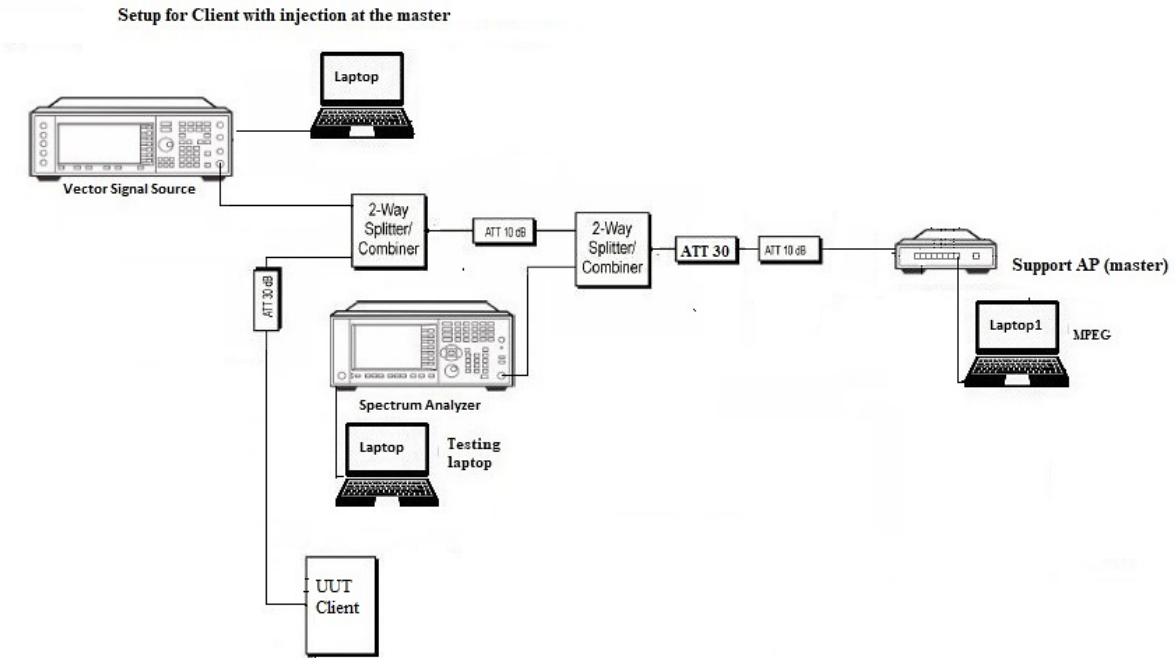 Setup for Client with injection at the master
Laptop
Vector Signal Source
2-Way
Splitter/
Combiner
ATT 10 dB
2-Way
Splitter/
Combiner
ATT 30
ATT 10 dB
Support AP (master)
ATT 30 dB
Laptop1
MPEG
Spectrum Analyzer
Laptop
Testing
laptop
UUT
Client